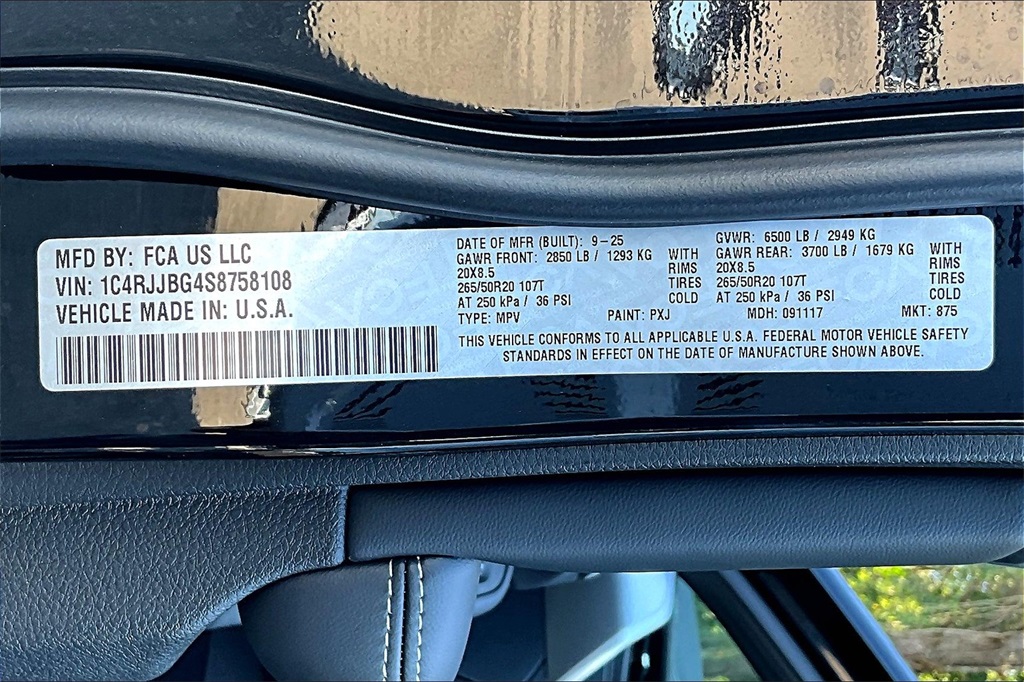 MFD BY: FCA US LLC
VIN: 1C4RJJBG4S8758108
VEHICLE MADE IN: U.S.A.
DATE OF MFR (BUILT): 9-25
GAWR FRONT: 2850 LB / 1293 KG WITH
20X8.5 RIMS
265/50R20 107T TIRES
AT 250 kPa / 36 PSI COLD
TYPE: MPV PAINT: PXJ
GVWR: 6500 LB / 2949 KG
GAWR REAR: 3700 LB / 1679 KG WITH
20X8.5 RIMS
265/50R20 107T TIRES
AT 250 kPa / 36 PSI COLD
MDH: 091117 MKT: 875
THIS VEHICLE CONFORMS TO ALL APPLICABLE U.S.A. FEDERAL MOTOR VEHICLE SAFETY
STANDARDS IN EFFECT ON THE DATE OF MANUFACTURE SHOWN ABOVE.